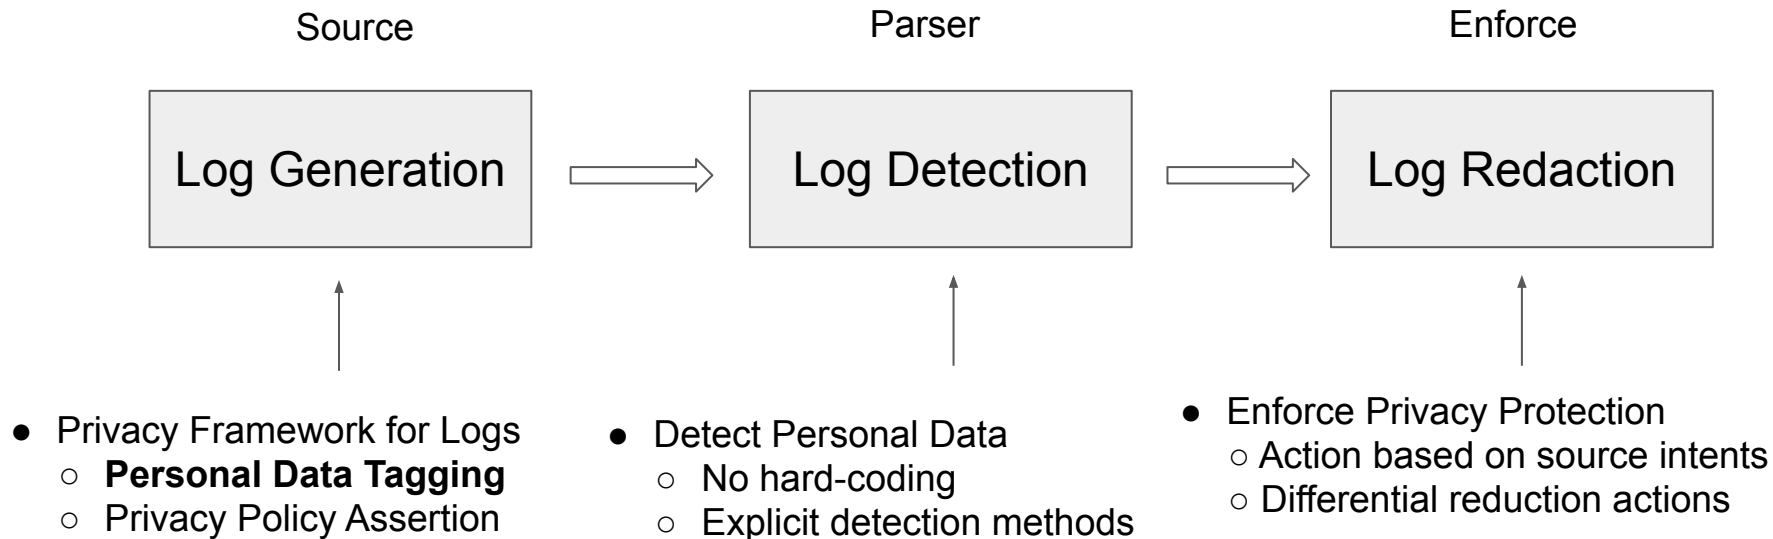 Source
Parser
Enforce
Log Generation
Log Detection
Log Redaction
● Privacy Framework for Logs
○ Personal Data Tagging
○ Privacy Policy Assertion
● Detect Personal Data
○ No hard-coding
○ Explicit detection methods
● Enforce Privacy Protection
○ Action based on source intents
○ Differential reduction actions